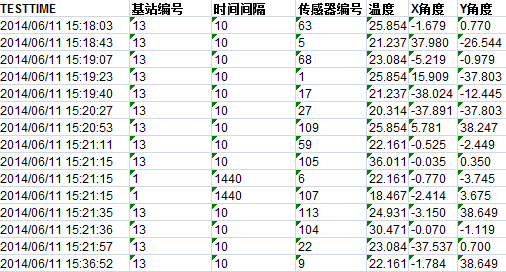 TESTTIME 基站编号 时间间隔 传感器编号 温度 X角度 Y角度
2014/06/11 15:18:03 13 10 63 25.854 -1.679 0.770
2014/06/11 15:18:43 13 10 5 21.237 37.980 -26.544
2014/06/11 15:19:07 13 10 68 23.084 -5.219 -0.979
2014/06/11 15:19:23 13 10 1 25.854 15.909 -37.803
2014/06/11 15:19:40 13 10 17 21.237 -38.024 -12.445
2014/06/11 15:20:27 13 10 27 20.314 -37.891 -37.803
2014/06/11 15:20:53 13 10 109 25.854 5.781 38.247
2014/06/11 15:21:11 13 10 59 22.161 -0.525 -2.449
2014/06/11 15:21:15 13 10 105 36.011 -0.035 0.350
2014/06/11 15:21:15 1 1440 6 22.161 -0.770 -3.745
2014/06/11 15:21:15 1 1440 107 18.467 -2.414 3.675
2014/06/11 15:21:35 13 10 113 24.931 -3.150 38.649
2014/06/11 15:21:36 13 10 104 30.471 -0.070 -1.119
2014/06/11 15:21:57 13 10 22 23.084 -37.537 0.700
2014/06/11 15:36:52 13 10 9 22.161 -1.784 38.649